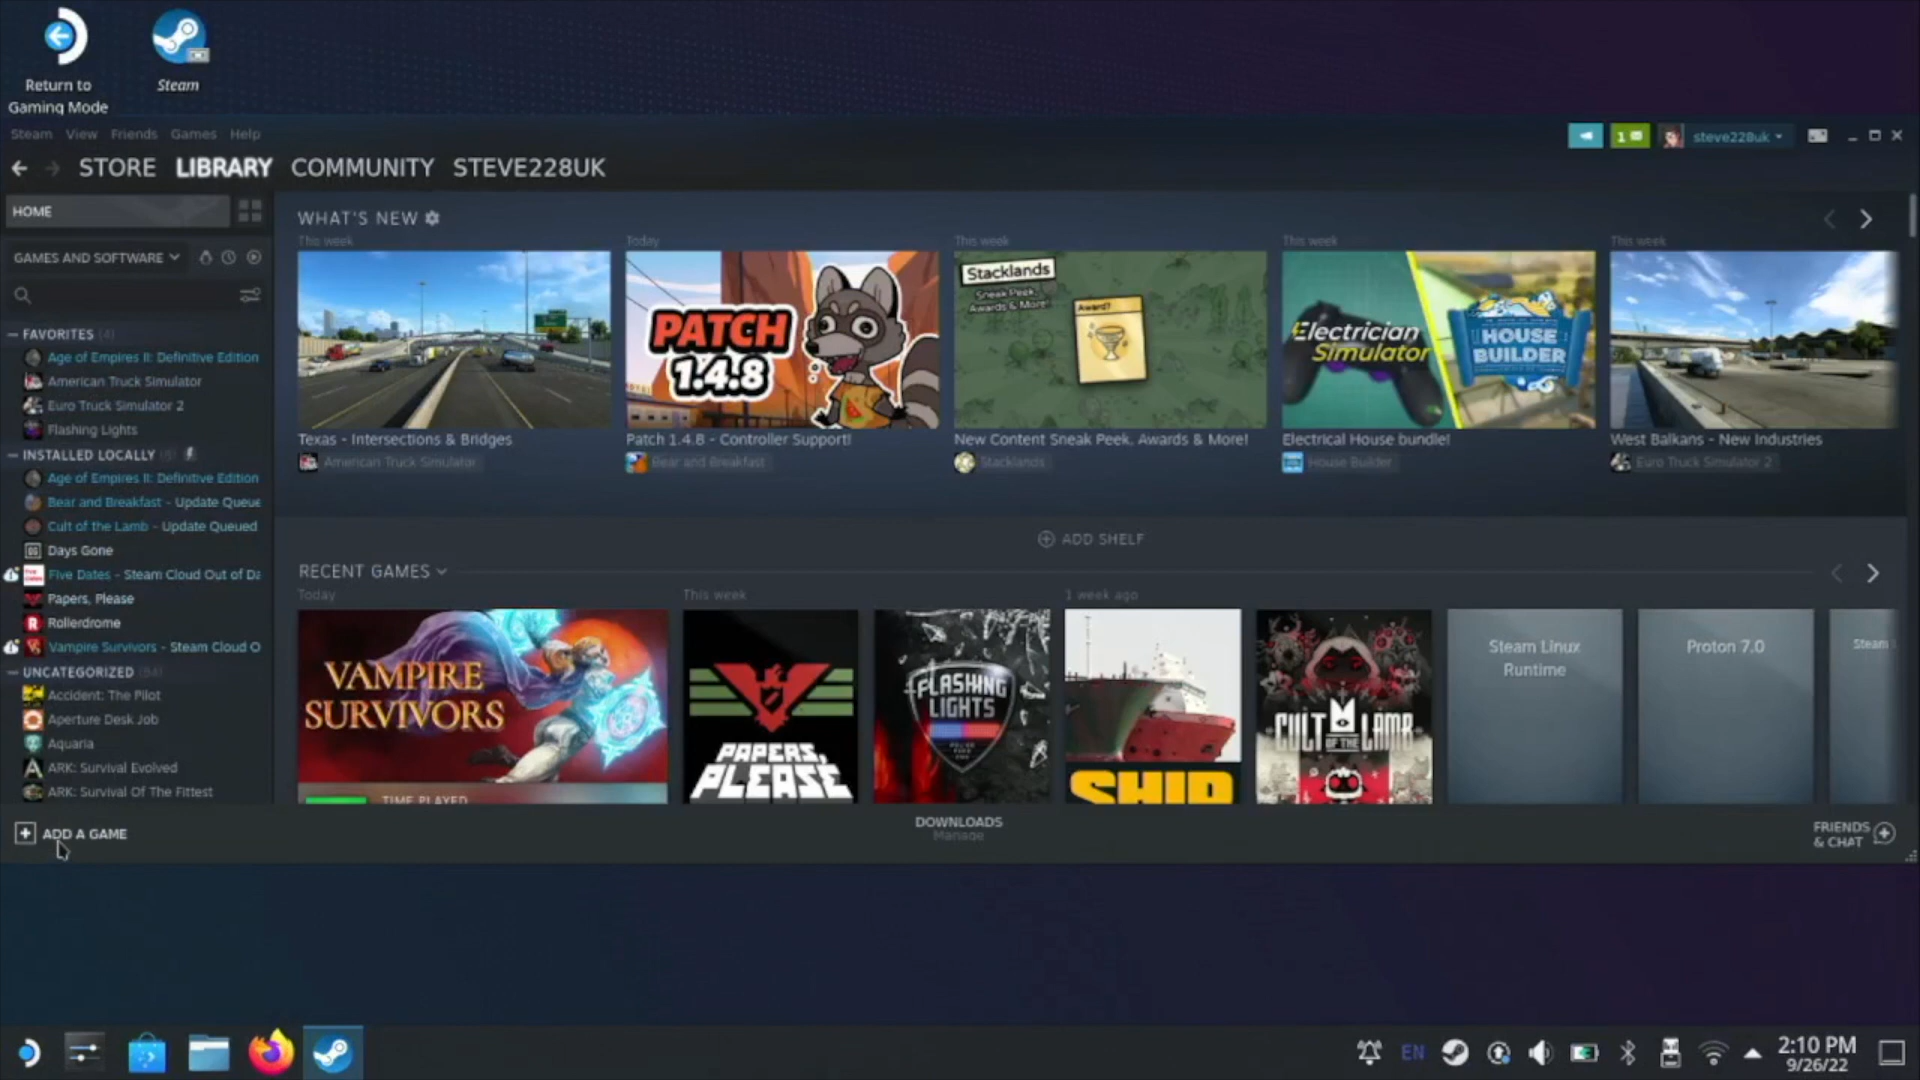 Return to
Gaming Mode
Steam
Steam View Friends Games Help
1
steve228uk
STORE LIBRARY COMMUNITY STEVE228UK
HOME
WHAT'S NEW
GAMES AND SOFTWARE
This week
Today
This week
This week
This week
PATCH
1.4.8
Stacklands
Sneak Peek,
Awards & More!
Award?
Electrician
Simulator
HOUSE
BUILDER
Texas - Intersections & Bridges
Patch 1.4.8 - Controller Support!
New Content Sneak Peek, Awards & More!
Electrical House bundle!
West Balkans - New Industries
American Truck Simulator
Bear and Breakfast
Stacklands
House Builder
Euro Truck Simulator 2
FAVORITES (4)
Age of Empires II: Definitive Edition
American Truck Simulator
Euro Truck Simulator 2
Flashing Lights
INSTALLED LOCALLY
Age of Empires II: Definitive Edition
Bear and Breakfast - Update Queue
Cult of the Lamb - Update Queued
Days Gone
Five Dates - Steam Cloud Out of Da
Papers, Please
Rollerdrome
Vampire Survivors - Steam Cloud O
UNCATEGORIZED
Accident: The Pilot
Aperture Desk Job
Aquaria
ARK: Survival Evolved
ARK: Survival Of The Fittest
ADD SHELF
RECENT GAMES
Today
This week
1 week ago
VAMPIRE
SURVIVORS
TIME PLAYED
PAPERS,
PLEASE
FLASHING
LIGHTS
SHIP
CULT OF THE LAMB
Steam Linux
Runtime
Proton 7.0
Steam
ADD A GAME
DOWNLOADS
Manage
FRIENDS
& CHAT
EN
2:10 PM
9/26/22